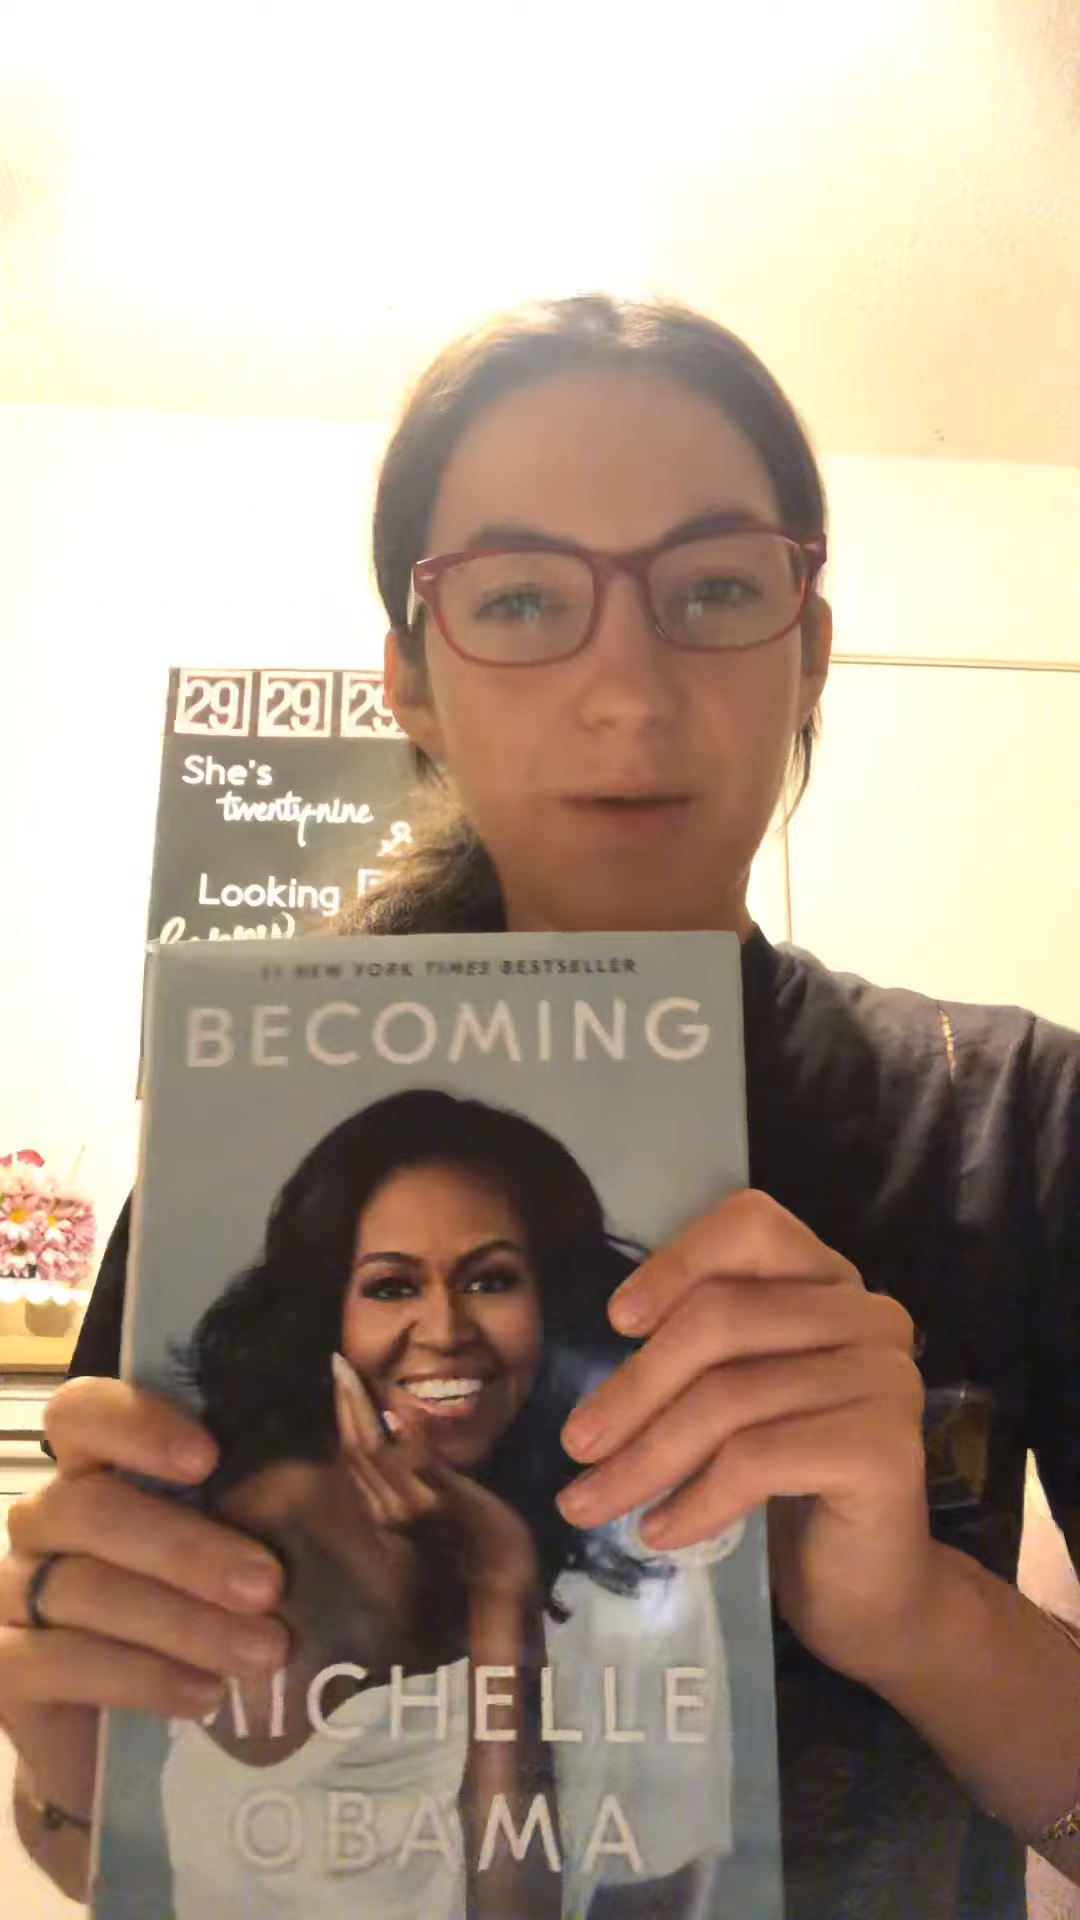 29 29 29
She's
twenty-nine
&
Looking
#1 NEW YORK TIMES BESTSELLER
BECOMING
MICHELLE
OBAMA